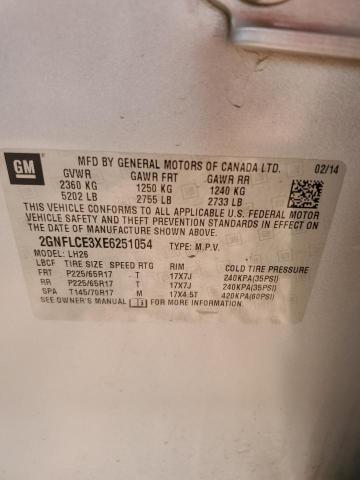 GM
MFD BY GENERAL MOTORS OF CANADA LTD. 02/14
GVWR GAWR FRT GAWR RR
2360 KG 1250 KG 1240 KG
5202 LB 2755 LB 2733 LB
THIS VEHICLE CONFORMS TO ALL APPLICABLE U.S. FEDERAL MOTOR
VEHICLE SAFETY AND THEFT PREVENTION STANDARDS IN EFFECT ON
THE DATE OF MANUFACTURE SHOWN ABOVE.
2GNFLCE3XE6251054 TYPE: M.P.V.
MODEL: LH26
LBCF TIRE SIZE SPEED RTG RIM COLD TIRE PRESSURE
FRT P225/65R17 - T 17X7J 240KPA(35PSI)
RR P225/65R17 - T 17X7J 240KPA(35PSI)
SPA T145/70R17 M 17X4.5T 420KPA(60PSI)
SEE OWNER'S MANUAL FOR MORE INFORMATION